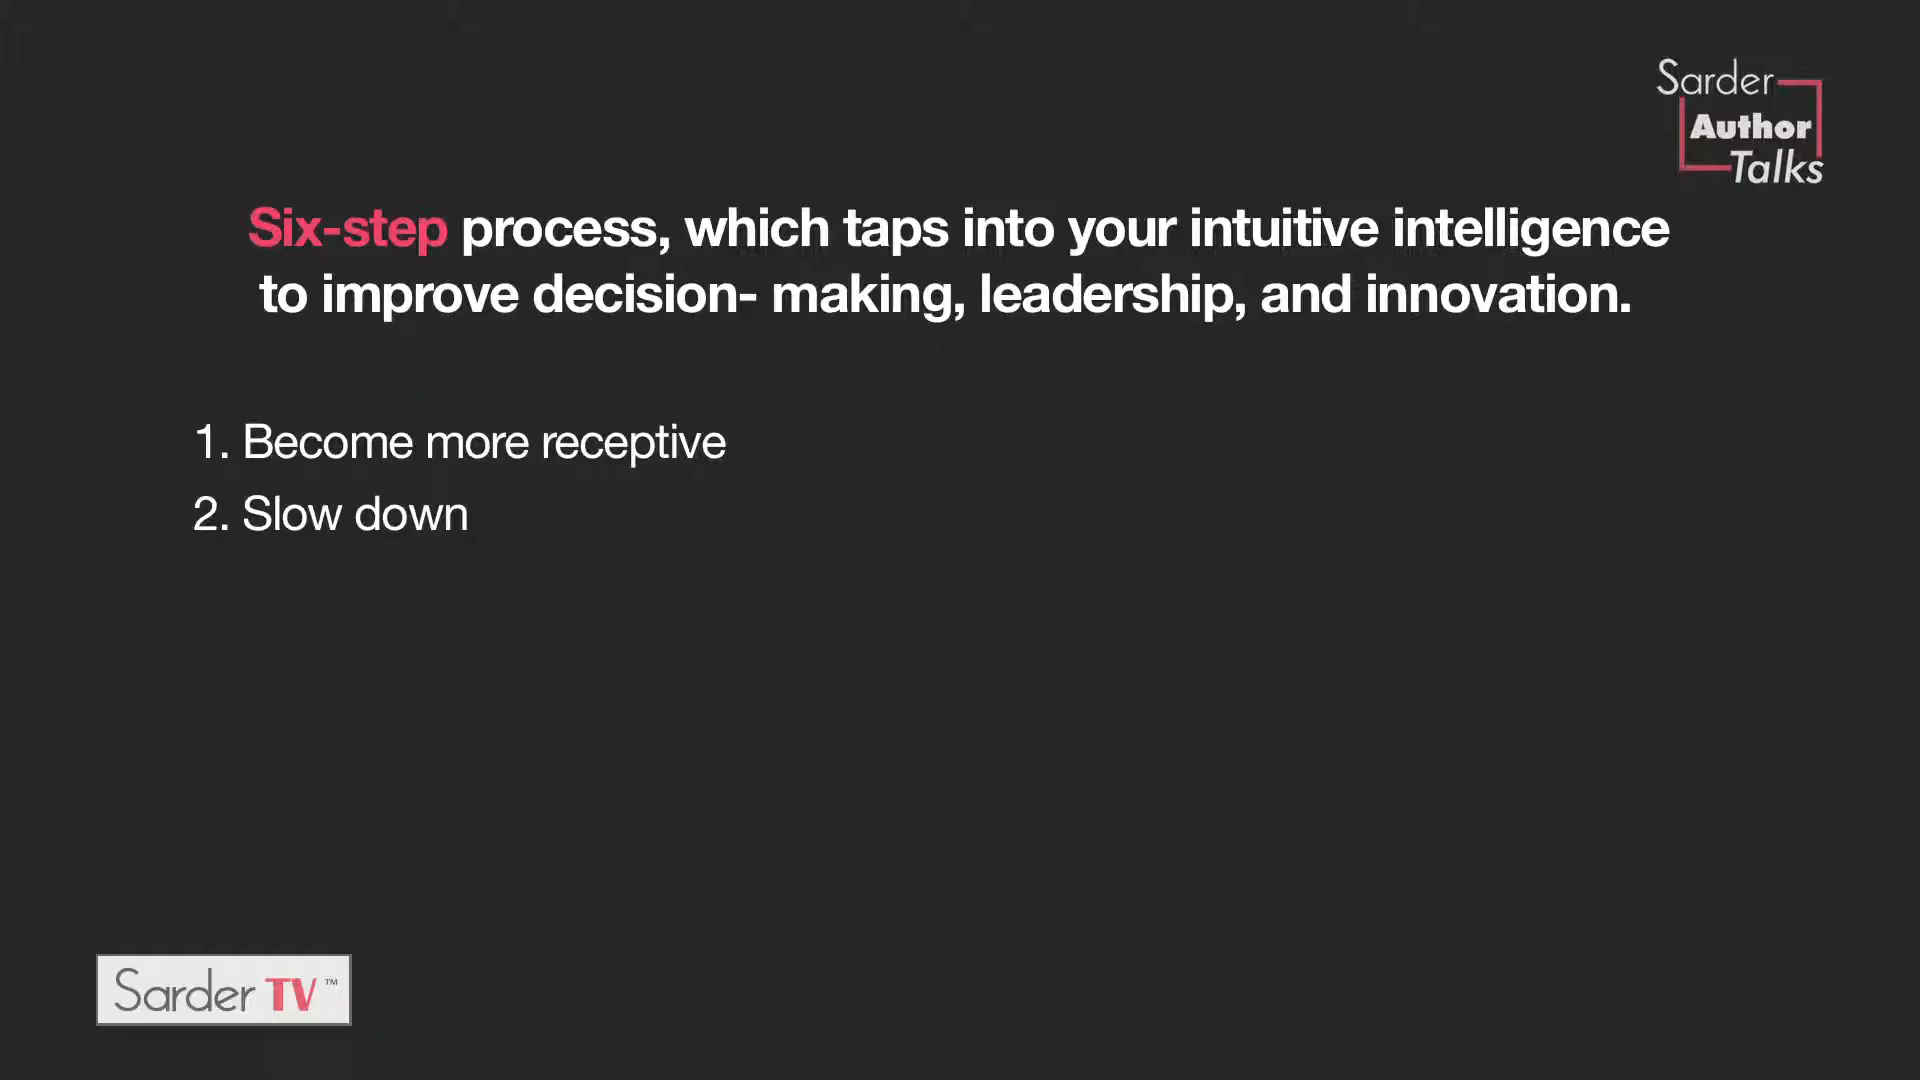 Sarder
Author
Talks
Six-step process, which taps into your intuitive intelligence
to improve decision- making, leadership, and innovation.
1. Become more receptive
2. Slow down
Sarder TV™